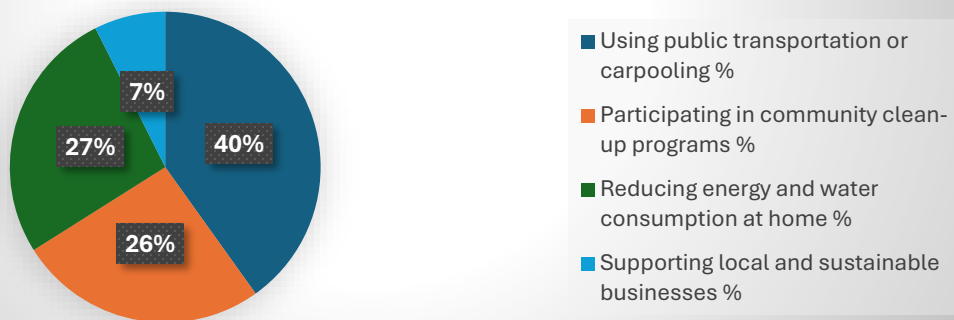 7%
40%
27%
26%
Using public transportation or
carpooling %
Participating in community clean-
up programs %
Reducing energy and water
consumption at home %
Supporting local and sustainable
businesses %